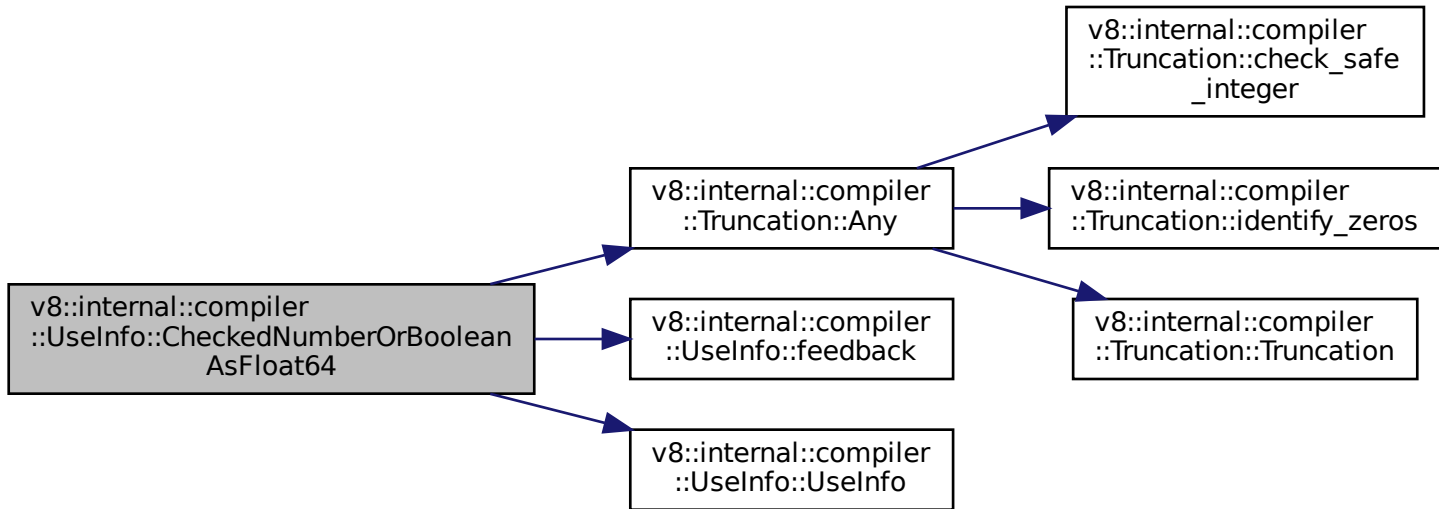 v8::internal::compiler
::UseInfo::CheckedNumberOrBoolean
AsFloat64
v8::internal::compiler
::Truncation::Any
v8::internal::compiler
::UseInfo::feedback
v8::internal::compiler
::UseInfo::UseInfo
v8::internal::compiler
::Truncation::check_safe
_integer
v8::internal::compiler
::Truncation::identify_zeros
v8::internal::compiler
::Truncation::Truncation